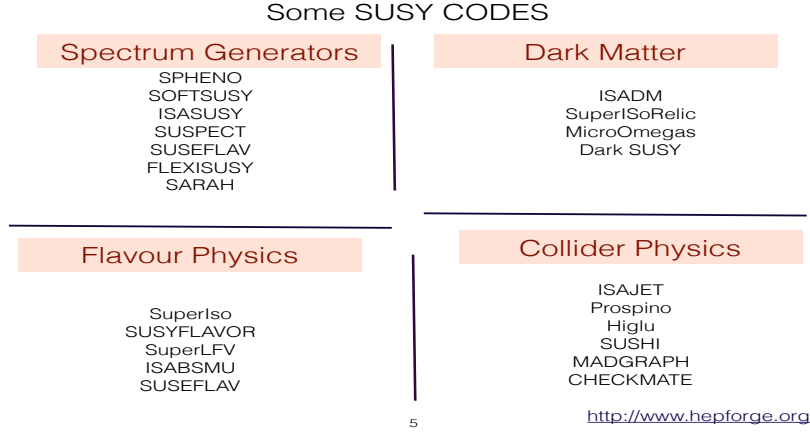 Some SUSY CODES
Spectrum Generators
SPHENO
SOFTSUSY
ISASUSY
SUSPECT
SUSEFLAV
FLEXISUSY
SARAH
Dark Matter
ISADM
SuperISoRelic
MicroOmegas
Dark SUSY
Flavour Physics
SuperIso
SUSYFLAVOR
SuperLFV
ISABSMU
SUSEFLAV
Collider Physics
ISAJET
Prospino
Higlu
SUSHI
MADGRAPH
CHECKMATE
5
http://www.hepforge.org